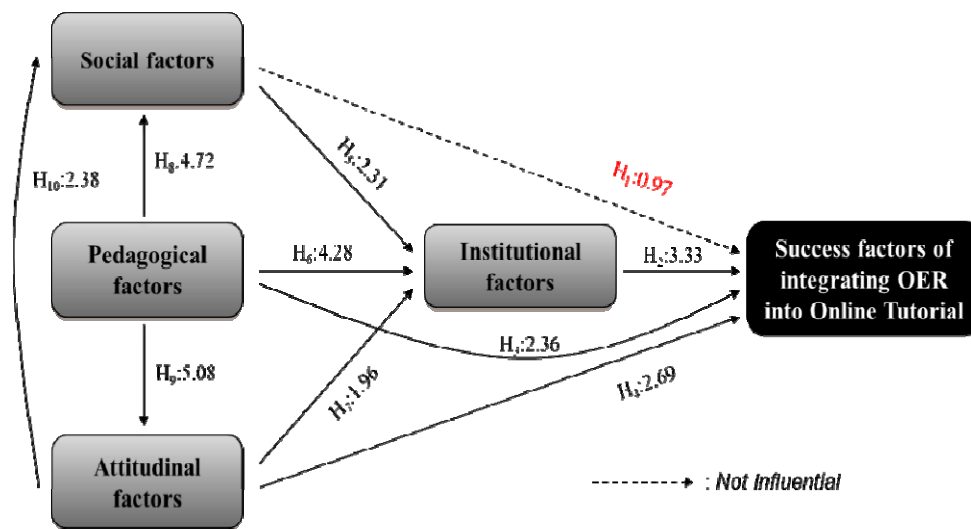 Social factors
H₁₀:2.38
H₈:4.72
H₅:2.31
H₁:0.97
Pedagogical
factors
H₆:4.28
Institutional
factors
H₂:3.33
Success factors of
integrating OER
into Online Tutorial
H₄:2.36
H₉:5.08
H₇:1.96
H₃:2.69
Attitudinal
factors
: Not Influential